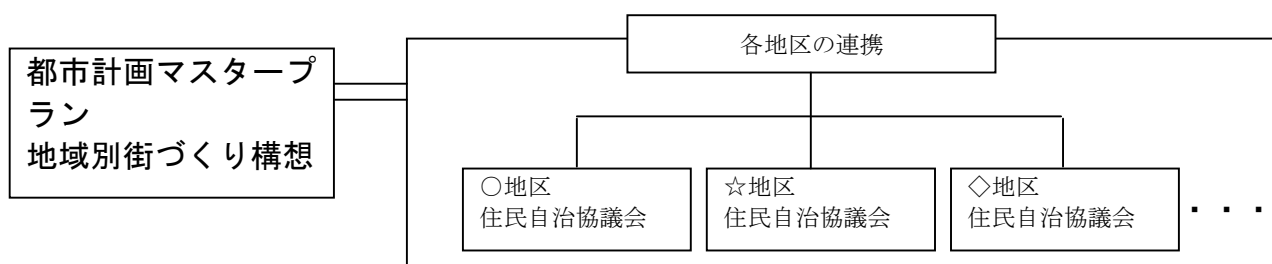 各地区の連携
都市計画マスタープ
ラン
地域別街づくり構想
○地区
住民自治協議会
☆地区
住民自治協議会
◇地区
住民自治協議会
・・・